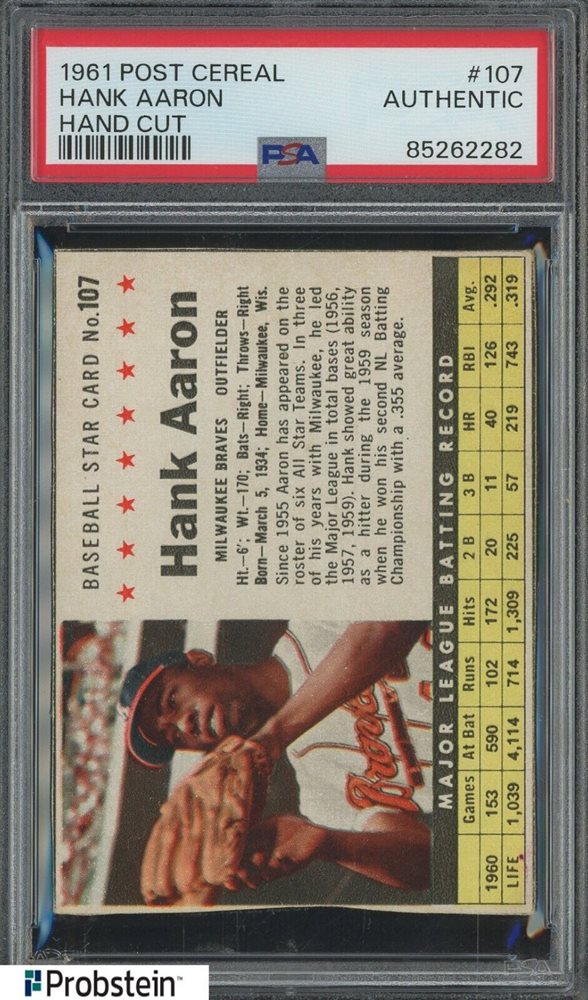 1961 POST CEREAL
HANK AARON
HAND CUT
#107
AUTHENTIC
PSA
85262282
BASEBALL STAR CARD No.107
Hank Aaron
MILWAUKEE BRAVES OUTFIELDER
Ht.—6'; Wt.—170; Bats—Right; Throws—Right
Born—March 5, 1934; Home—Milwaukee, Wis.
Since 1955 Aaron has appeared on the
roster of six All Star Teams. In three
of his years with Milwaukee, he led
the Major League in total bases (1956,
1957, 1959). Hank showed great ability
as a hitter during the 1959 season
when he won his second NL Batting
Championship with a .355 average.
MAJOR LEAGUE BATTING RECORD
Games At Bat Runs Hits 2 B 3 B HR RBI Avg.
1960 153 590 102 172 20 11 40 126 .292
LIFE 1,039 4,114 714 1,309 225 57 219 743 .319
Probstein™